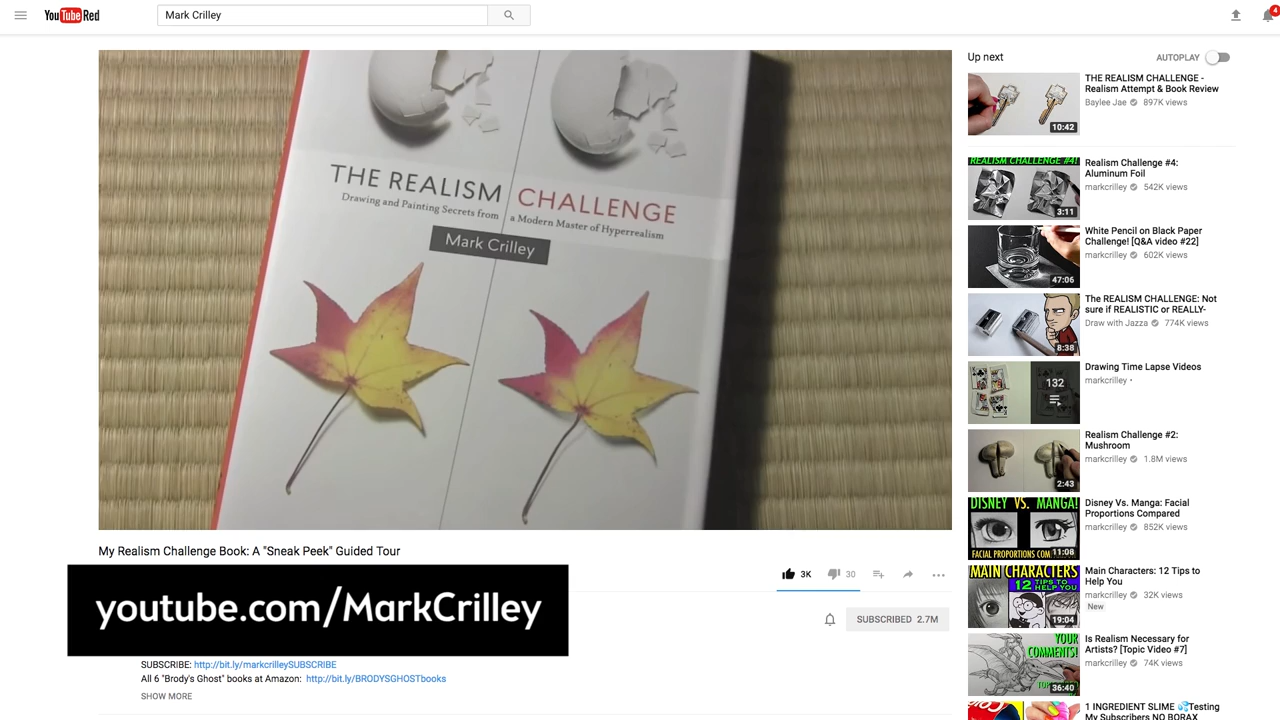 YouTube Red
Mark Crilley
4
THE REALISM CHALLENGE
Drawing and Painting Secrets from a Modern Master of Hyperrealism
Mark Crilley
My Realism Challenge Book: A "Sneak Peek" Guided Tour
3K
30
youtube.com/MarkCrilley
SUBSCRIBED 2.7M
SUBSCRIBE: http://bit.ly/markcrilleySUBSCRIBE
All 6 "Brody's Ghost" books at Amazon: http://bit.ly/BRODYSGHOSTbooks
SHOW MORE
Up next
AUTOPLAY
THE REALISM CHALLENGE -
Realism Attempt & Book Review
Baylee Jae 897K views
10:42
REALISM CHALLENGE #4!
Realism Challenge #4:
Aluminum Foil
markcrilley 542K views
3:11
White Pencil on Black Paper
Challenge! [Q&A video #22]
markcrilley 602K views
47:06
The REALISM CHALLENGE: Not
sure if REALISTIC or REALLY-
Draw with Jazza 774K views
8:38
Drawing Time Lapse Videos
markcrilley •
132
Realism Challenge #2:
Mushroom
markcrilley 1.8M views
2:43
DISNEY VS. MANGA!
FACIAL PROPORTIONS COM
Disney Vs. Manga: Facial
Proportions Compared
markcrilley 852K views
11:08
MAIN CHARACTERS
12 TIPS TO
HELP YOU
Main Characters: 12 Tips to
Help You
markcrilley 32K views
New
19:04
YOUR
COMMENTS!
Is Realism Necessary for
Artists? [Topic Video #7]
markcrilley 74K views
36:40
1 INGREDIENT SLIME 💦Testing
My Subscribers NO BORAX